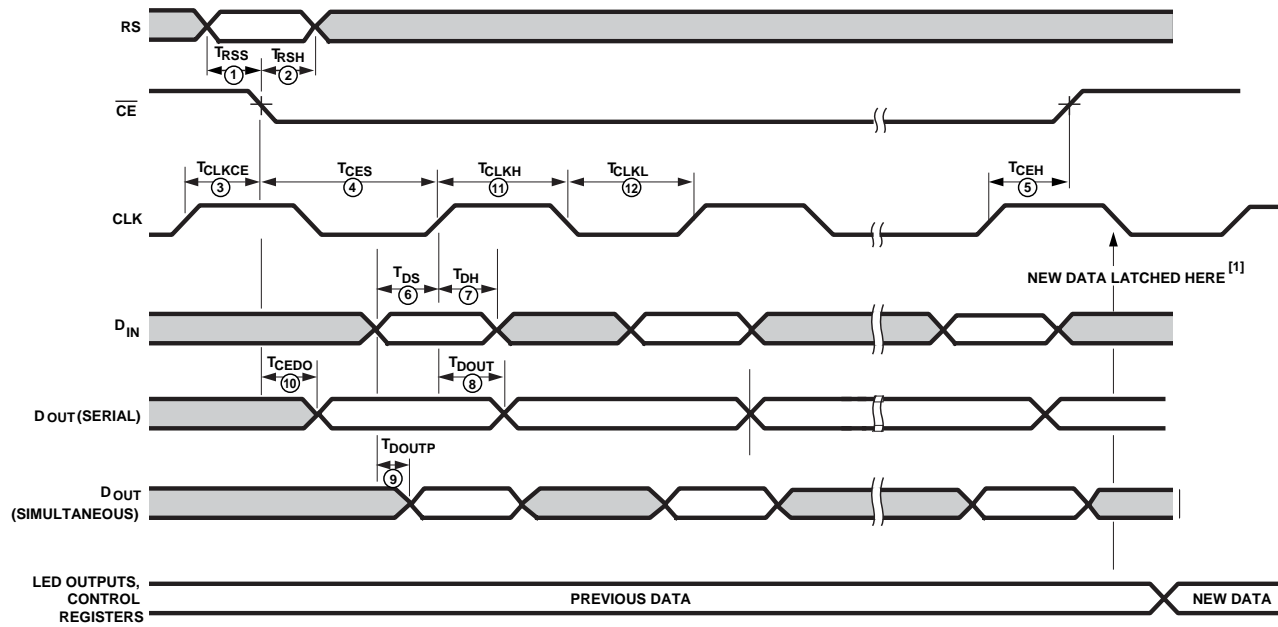 RS
TRSS
TRSH
1
2
CE
TCLKCE
TCES
TCLKH
TCLKL
TCEH
3
4
11
12
5
CLK
NEW DATA LATCHED HERE [1]
TDS
TDH
6
7
DIN
TCEDO
TDOUT
10
8
DOUT (SERIAL)
TDOUTP
9
DOUT
(SIMULTANEOUS)
LED OUTPUTS,
CONTROL
REGISTERS
PREVIOUS DATA
NEW DATA